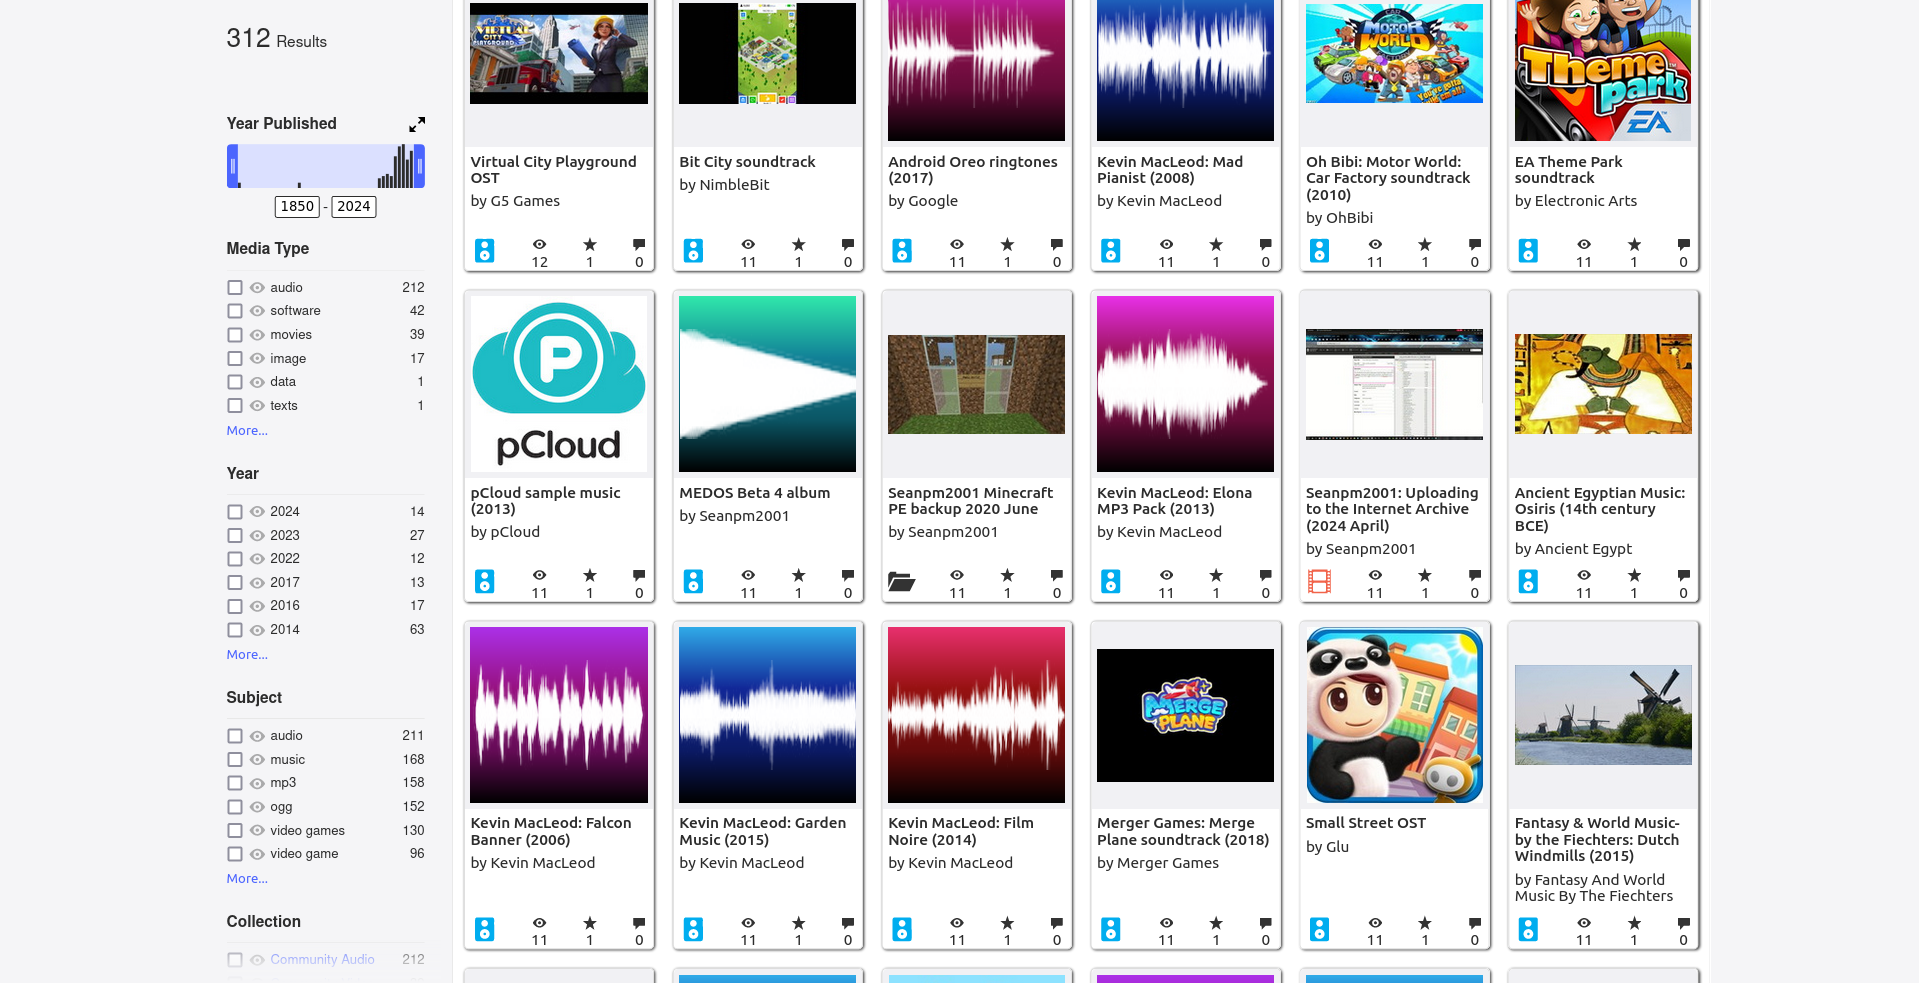 312 Results
Year Published
1850 - 2024
Media Type
audio 212
software 42
movies 39
image 17
data 1
texts 1
More...
Year
2024 14
2023 27
2022 12
2017 13
2016 17
2014 63
More...
Subject
audio 211
music 168
mp3 158
ogg 152
video games 130
video game 96
More...
Collection
Community Audio 212
VIRTUAL
CITY
PLAYGROUND
Virtual City Playground
OST
by G5 Games
12 1 0
Bit City soundtrack
by NimbleBit
11 1 0
Android Oreo ringtones
(2017)
by Google
11 1 0
Kevin MacLeod: Mad
Pianist (2008)
by Kevin MacLeod
11 1 0
MOTOR
WORLD
Oh Bibi: Motor World:
Car Factory soundtrack
(2010)
by OhBibi
11 1 0
Theme
Park
EA
EA Theme Park
soundtrack
by Electronic Arts
11 1 0
P
pCloud
pCloud sample music
(2013)
by pCloud
11 1 0
MEDOS Beta 4 album
by Seanpm2001
11 1 0
Seanpm2001 Minecraft
PE backup 2020 June
by Seanpm2001
11 1 0
Kevin MacLeod: Elona
MP3 Pack (2013)
by Kevin MacLeod
11 1 0
Seanpm2001: Uploading
to the Internet Archive
(2024 April)
by Seanpm2001
11 1 0
Ancient Egyptian Music:
Osiris (14th century
BCE)
by Ancient Egypt
11 1 0
Kevin MacLeod: Falcon
Banner (2006)
by Kevin MacLeod
11 1 0
Kevin MacLeod: Garden
Music (2015)
by Kevin MacLeod
11 1 0
Kevin MacLeod: Film
Noire (2014)
by Kevin MacLeod
11 1 0
MERGE
PLANE
Merger Games: Merge
Plane soundtrack (2018)
by Merger Games
11 1 0
Small Street OST
by Glu
11 1 0
Fantasy & World Music-
by the Fiechters: Dutch
Windmills (2015)
by Fantasy And World
Music By The Fiechters
11 1 0